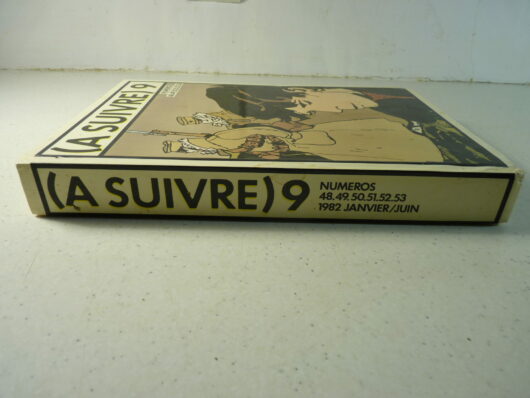 (A SUIVRE) 9
(A SUIVRE) 9
NUMEROS
48.49.50.51.52.53
1982 JANVIER/JUIN